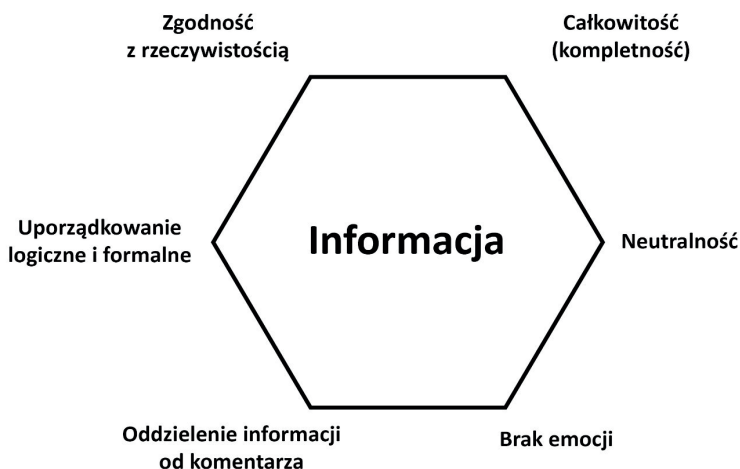 Zgodność
z rzeczywistością
Całkowitość
(kompletność)
Uporządkowanie
logiczne i formalne
Informacja
Neutralność
Oddzielenie informacji
od komentarza
Brak emocji